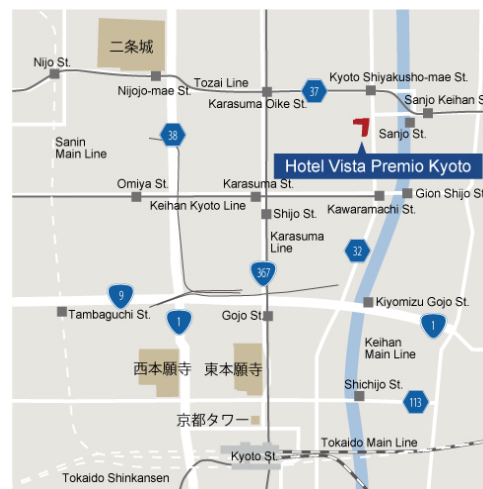 二条城
Nijo St.
Nijojo-mae St.
Tozai Line
Karasuma Oike St.
37
Kyoto Shiyakusho-mae St.
Sanjo Keihan St
Sanjo St.
38
Sanin
Main Line
Hotel Vista Premio Kyoto
Omiya St.
Karasuma St.
Keihan Kyoto Line
Gion Shijo St.
Kawaramachi St.
Shijo St.
Karasuma
Line
32
367
9
Tambaguchi St.
1
Gojo St.
Kiyomizu Gojo St.
1
Keihan
Main Line
西本願寺
東本願寺
Shichijo St.
113
京都タワー
Kyoto St.
Tokaido Main Line
Tokaido Shinkansen